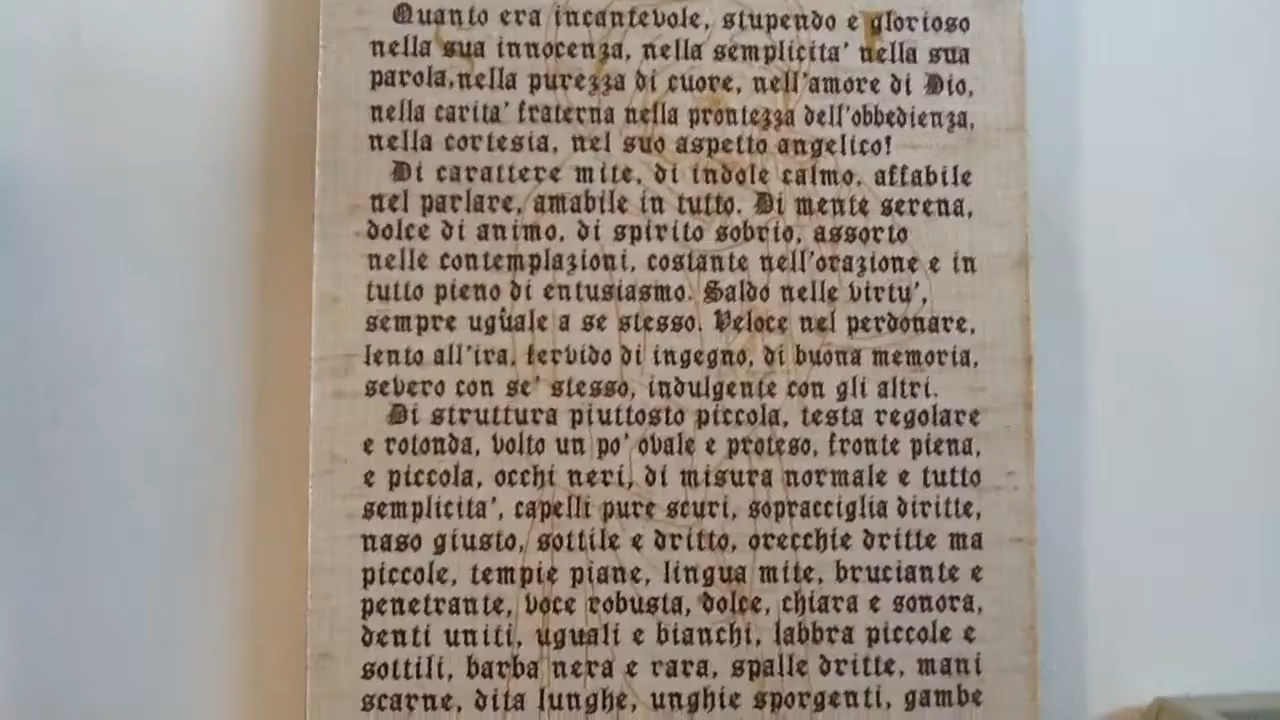 Quanto era incantevole, stupendo e glorioso
nella sua innocenza, nella semplicita' nella sua
parola,nella purezza di cuore, nell'amore di Dio,
nella carita' fraterna nella prontezza dell'obbedienza,
nella cortesia, nel suo aspetto angelico!
Di carattere mite, di indole calmo, affabile
nel parlare, amabile in tutto. Di mente serena,
dolce di animo, di spirito sobrio, assorto
nelle contemplazioni, costante nell'orazione e in
tutto pieno di entusiasmo. Saldo nelle virtu',
sempre uguale a se stesso. Veloce nel perdonare,
lento all'ira, fervido di ingegno, di buona memoria,
severo con se' stesso, indulgente con gli altri.
Di struttura piuttosto piccola, testa regolare
e rotonda, volto un po' ovale e proteso, fronte piena,
e piccola, occhi neri, di misura normale e tutto
semplicita', capelli pure scuri, sopracciglia diritte,
naso giusto, sottile e dritto, orecchie dritte ma
piccole, tempie piane, lingua mite, bruciante e
penetrante, voce robusta, dolce, chiara e sonora,
denti uniti, uguali e bianchi, labbra piccole e
sottili, barba nera e rara, spalle dritte, mani
scarne, dita lunghe, unghie sporgenti, gambe